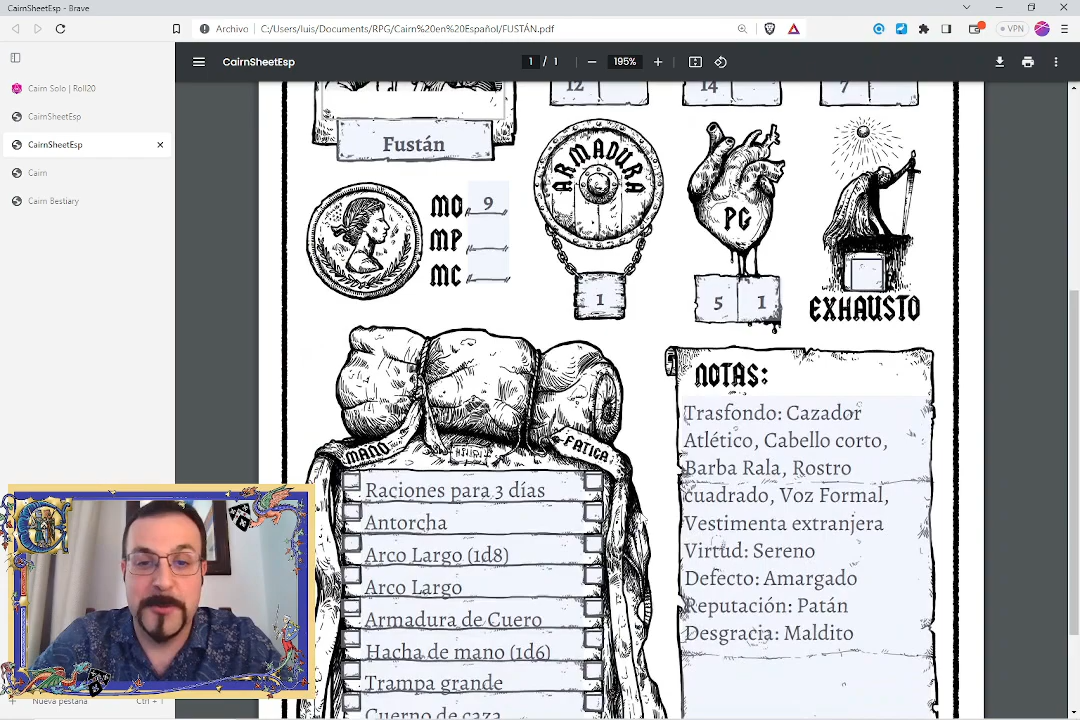 CairnSheetEsp - Brave
Archivo
C:/Users/luis/Documents/RPG/Cairn%20en%20Español/FUSTÁN.pdf
VPN
CairnSheetEsp
1 / 1
195%
Cairn Solo | Roll20
CairnSheetEsp
CairnSheetEsp
Cairn
Cairn Bestiary
12
14
7
Fustán
ARMADURA
1
MO 9
MP
MC
PG
5 1
EXHAUSTO
MANO
FATIGA
Raciones para 3 días
Antorcha
Arco Largo (1d8)
Arco Largo
Armadura de Cuero
Hacha de mano (1d6)
Trampa grande
Cuerno de caza
NOTAS:
Trasfondo: Cazador
Atlético, Cabello corto,
Barba Rala, Rostro
cuadrado, Voz Formal,
Vestimenta extranjera
Virtud: Sereno
Defecto: Amargado
Reputación: Patán
Desgracia: Maldito
Nueva pestaña
Ctrl + T